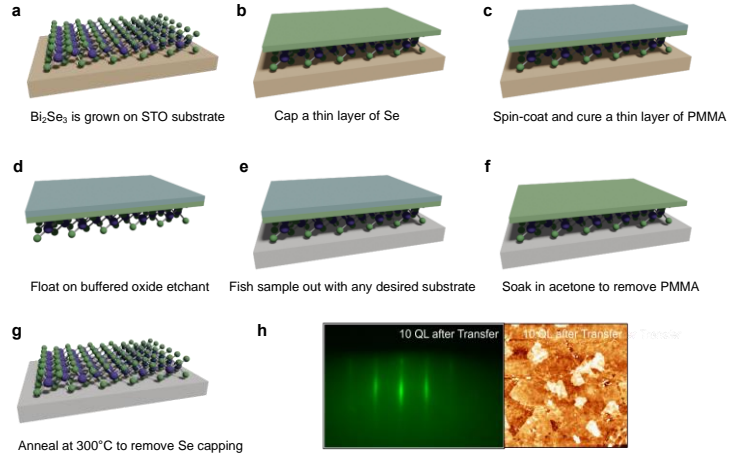 a
b
c
Bi₂Se₃ is grown on STO substrate
Cap a thin layer of Se
Spin-coat and cure a thin layer of PMMA
d
e
f
Float on buffered oxide etchant
Fish sample out with any desired substrate
Soak in acetone to remove PMMA
g
h
10 QL after Transfer
10 QL after Transfer
Anneal at 300°C to remove Se capping